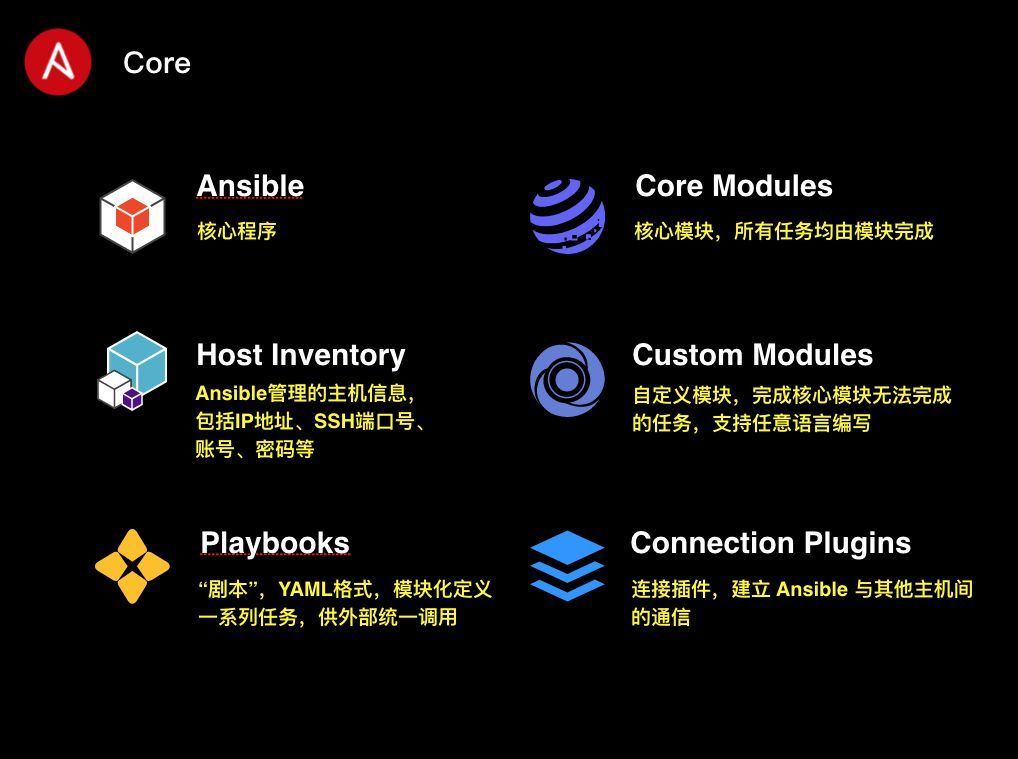 Core
Ansible
核心程序
Core Modules
核心模块，所有任务均由模块完成
Host Inventory
Ansible管理的主机信息，
包括IP地址、SSH端口号、
账号、密码等
Custom Modules
自定义模块，完成核心模块无法完成
的任务，支持任意语言编写
Playbooks
“剧本”，YAML格式，模块化定义
一系列任务，供外部统一调用
Connection Plugins
连接插件，建立 Ansible 与其他主机间
的通信